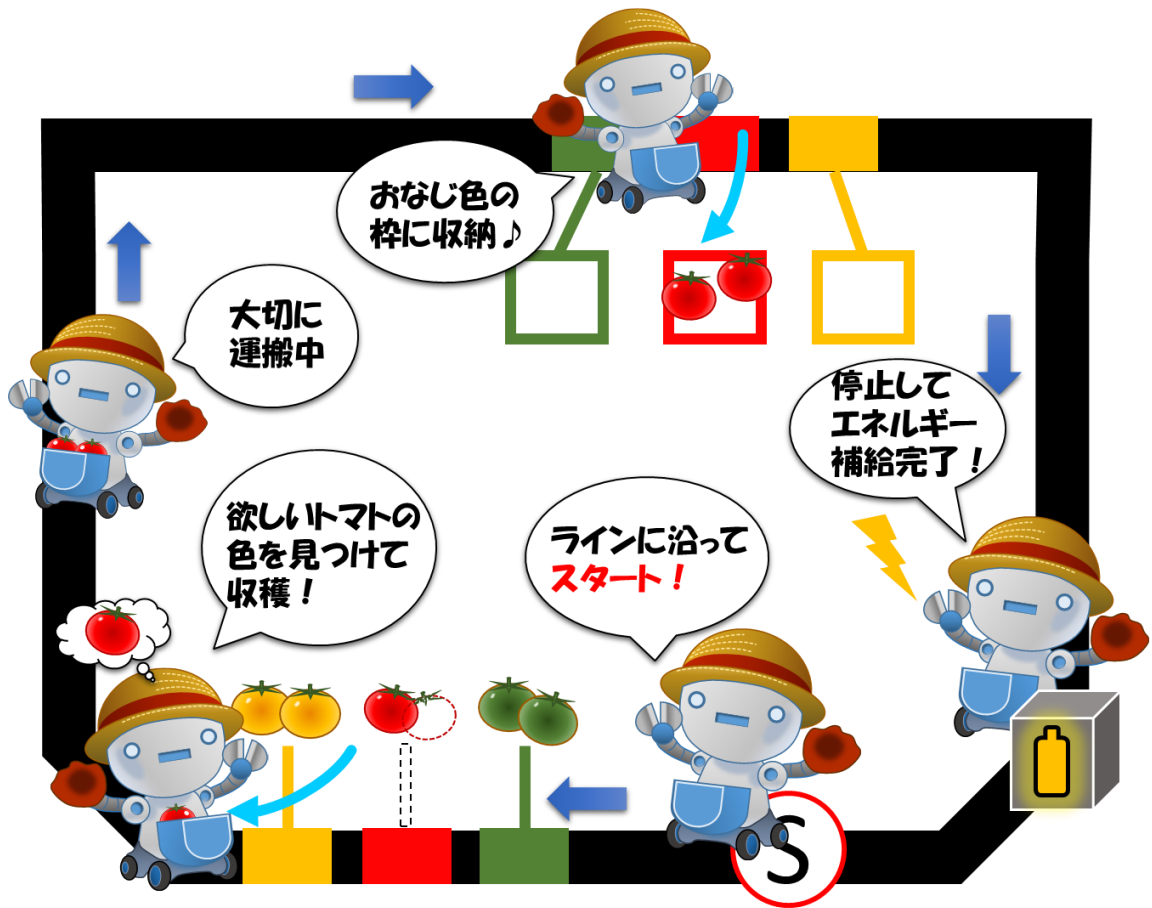 おなじ色の
枠に収納♪
大切に
運搬中
停止して
エネルギー
補給完了！
欲しいトマトの
色を見つけて
収穫！
ラインに沿って
スタート！
S